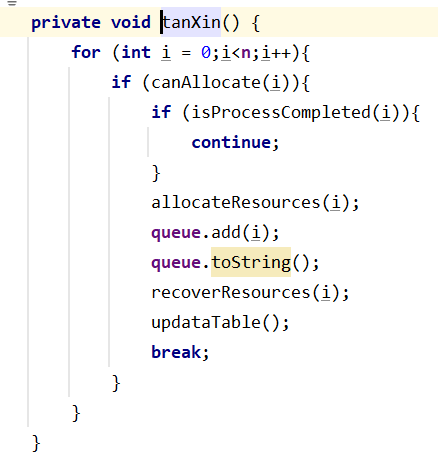 private void tanXin() {
for (int i = 0;i<n;i++){
if (canAllocate(i)){
if (isProcessCompleted(i)){
continue;
}
allocateResources(i);
queue.add(i);
queue.toString();
recoverResources(i);
updataTable();
break;
}
}
}